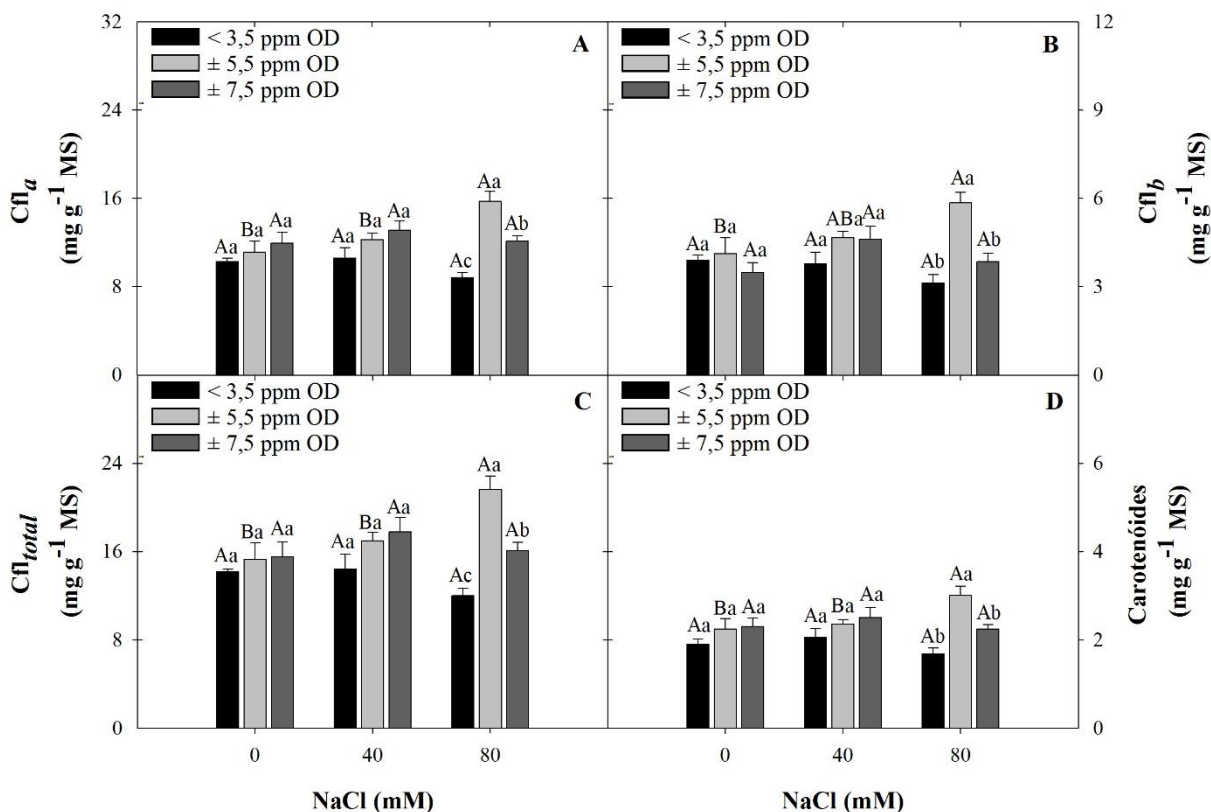 32
24
16
8
0
Cfl_a
(mg g⁻¹ MS)
< 3,5 ppm OD
± 5,5 ppm OD
± 7,5 ppm OD
A
Aa Ba Aa
Aa Aa Aa
Ac Aa Ab
< 3,5 ppm OD
± 5,5 ppm OD
± 7,5 ppm OD
B
Aa Ba Aa
Aa ABa Aa
Ab Aa Ab
12
9
6
3
0
Cfl_b
(mg g⁻¹ MS)
24
16
8
0
Cfl_total
(mg g⁻¹ MS)
< 3,5 ppm OD
± 5,5 ppm OD
± 7,5 ppm OD
C
Aa Ba Aa
Aa Ba Aa
Ac Aa Ab
0 40 80
NaCl (mM)
< 3,5 ppm OD
± 5,5 ppm OD
± 7,5 ppm OD
D
Aa Ba Aa
Aa Ba Aa
Ab Aa Ab
6
4
2
0
Carotenóides
(mg g⁻¹ MS)
0 40 80
NaCl (mM)